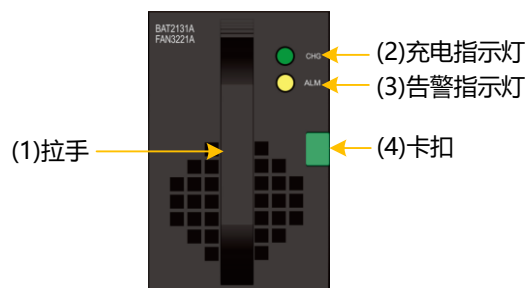 BAT2131A
FAN3221A
CHG
(2)充电指示灯
ALM
(3)告警指示灯
(1)拉手
(4)卡扣